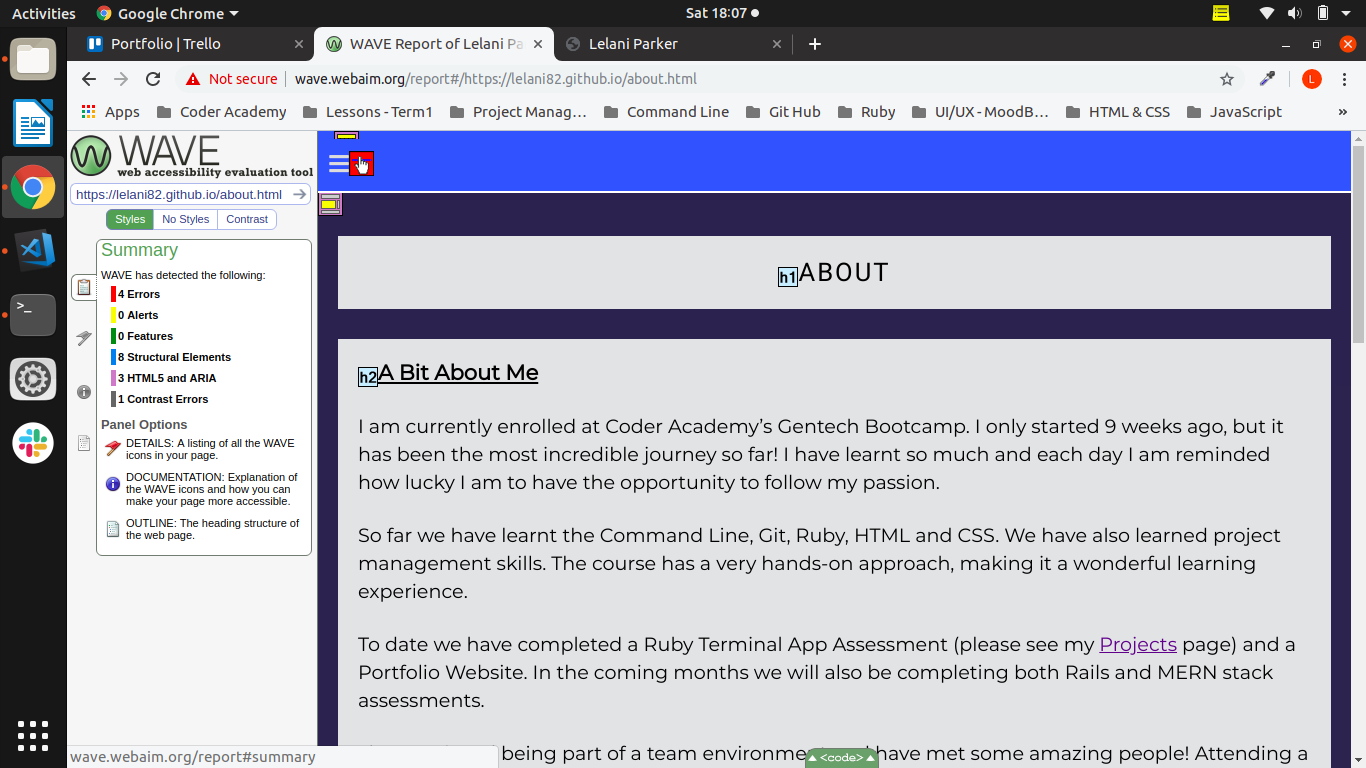 Activities
Google Chrome
Sat 18:07
Portfolio | Trello
WAVE Report of Lelani Pa
Lelani Parker
Not secure
wave.webaim.org/report#/https://lelani82.github.io/about.html
L
Apps
Coder Academy
Lessons - Term1
Project Manag...
Command Line
Git Hub
Ruby
UI/UX - MoodB...
HTML & CSS
JavaScript
»
WAVE
web accessibility evaluation tool
https://lelani82.github.io/about.html
Styles
No Styles
Contrast
Summary
WAVE has detected the following:
4 Errors
0 Alerts
0 Features
8 Structural Elements
3 HTML5 and ARIA
1 Contrast Errors
Panel Options
DETAILS: A listing of all the WAVE
icons in your page.
DOCUMENTATION: Explanation of
the WAVE icons and how you can
make your page more accessible.
OUTLINE: The heading structure of
the web page.
h1 ABOUT
h2 A Bit About Me
I am currently enrolled at Coder Academy’s Gentech Bootcamp. I only started 9 weeks ago, but it
has been the most incredible journey so far! I have learnt so much and each day I am reminded
how lucky I am to have the opportunity to follow my passion.
So far we have learnt the Command Line, Git, Ruby, HTML and CSS. We have also learned project
management skills. The course has a very hands-on approach, making it a wonderful learning
experience.
To date we have completed a Ruby Terminal App Assessment (please see my Projects page) and a
Portfolio Website. In the coming months we will also be completing both Rails and MERN stack
assessments.
being part of a team environment have met some amazing people! Attending a
<code>
wave.webaim.org/report#summary